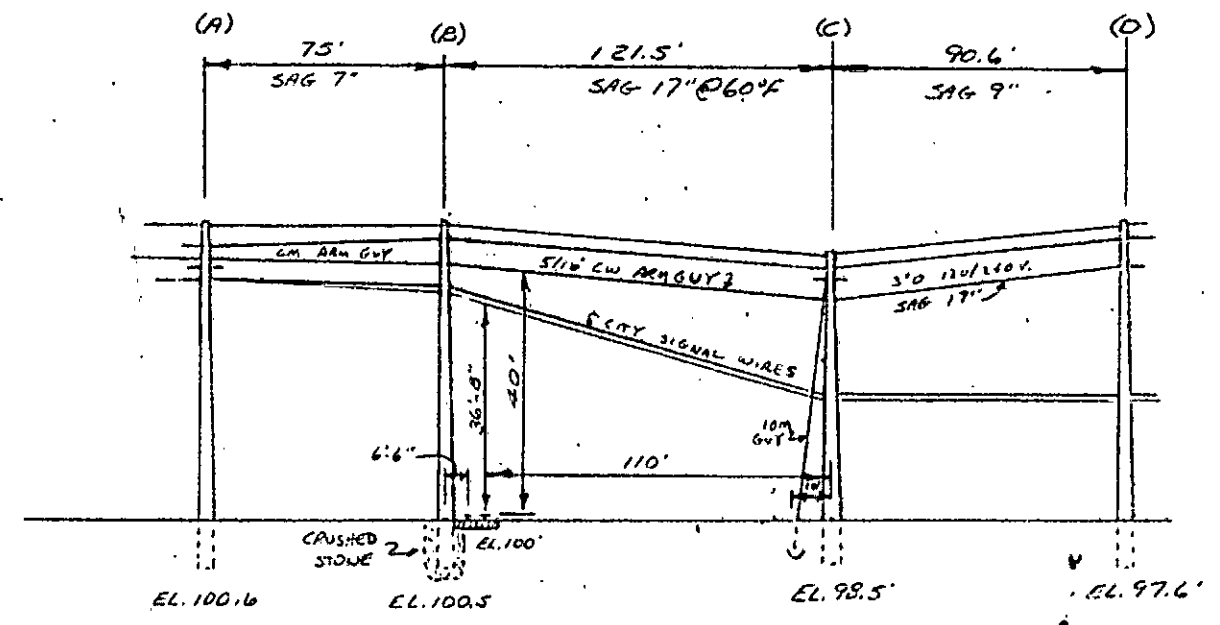 (A)
(B)
(C)
(D)
75'
121.5'
90.6'
SAG 7"
SAG 17" @ 60°F
SAG 9"
6M ARM GUY
5/16" CW ARM GUY
3°0 120/240V.
SAG 17"
CITY SIGNAL WIRES
36'-8"
40'
10M
GUY
6'-6"
110'
10'
CRUSHED
STONE
EL.100'
EL. 100.6
EL. 100.5
EL. 98.5'
EL. 97.6'